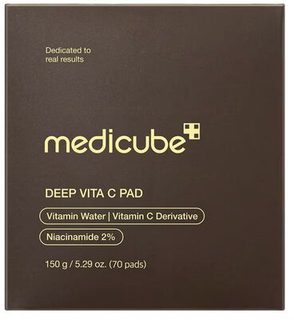 Dedicated to
real results
medicube
DEEP VITA C PAD
Vitamin Water | Vitamin C Derivative
Niacinamide 2%
150 g / 5.29 oz. (70 pads)